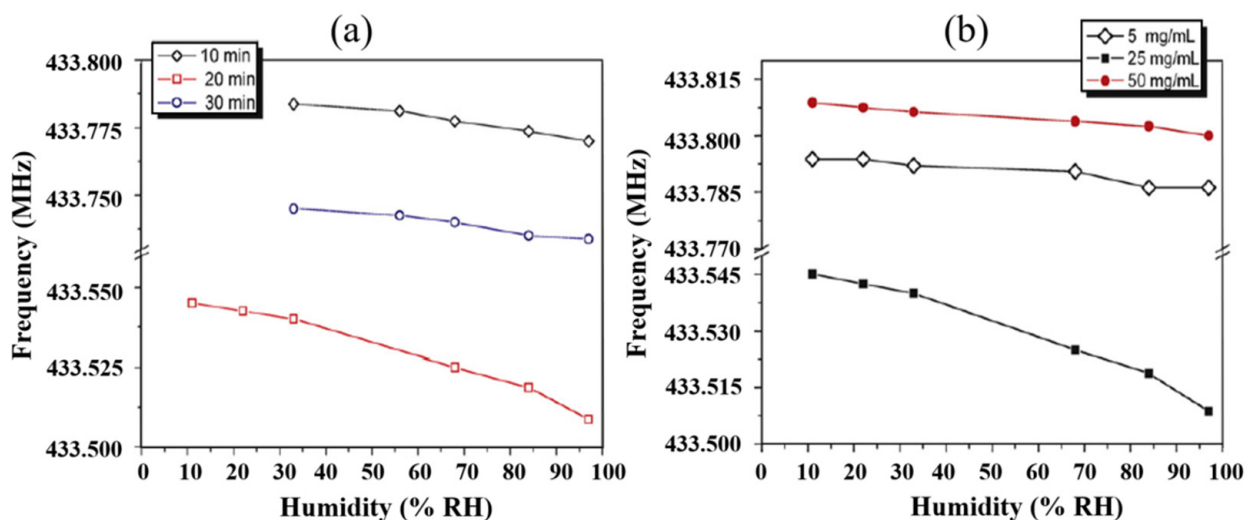 (a)
10 min
20 min
30 min
433.800
433.775
433.750
433.550
433.525
433.500
Frequency (MHz)
0 10 20 30 40 50 60 70 80 90 100
Humidity (% RH)
(b)
5 mg/mL
25 mg/mL
50 mg/mL
433.815
433.800
433.785
433.770
433.545
433.530
433.515
433.500
Frequency (MHz)
0 10 20 30 40 50 60 70 80 90 100
Humidity (% RH)